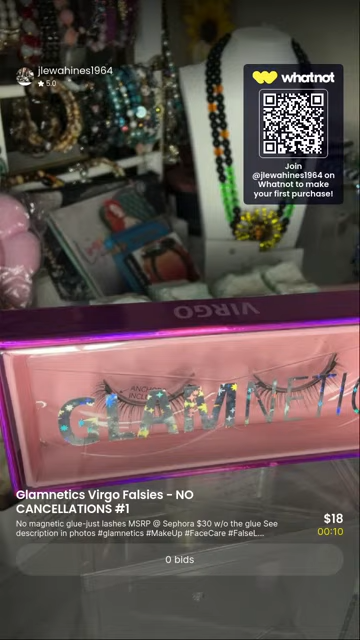 jlewahines1964
★ 5.0
whatnot
Join
@jlewahines1964 on
Whatnot to make
your first purchase!
VIRGO
GLAMNETIC
Glamnetics Virgo Falsies - NO
CANCELLATIONS #1
No magnetic glue-just lashes MSRP @ Sephora $30 w/o the glue See
description in photos #glamnetics #MakeUp #FaceCare #FalseL...
$18
00:10
0 bids